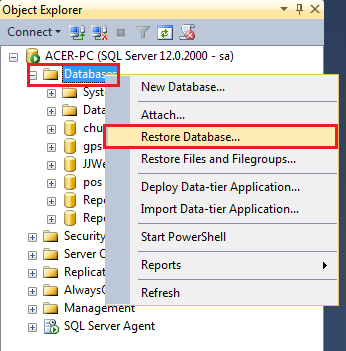 Object Explorer
Connect
ACER-PC (SQL Server 12.0.2000 - sa)
Databases
New Database...
Attach...
Restore Database...
Restore Files and Filegroups...
Deploy Data-tier Application...
Import Data-tier Application...
Start PowerShell
Reports
Refresh
Syst
Data
chu
gps
JJWe
pos
Repo
Repo
Security
Server O
Replicat
AlwaysO
Management
SQL Server Agent